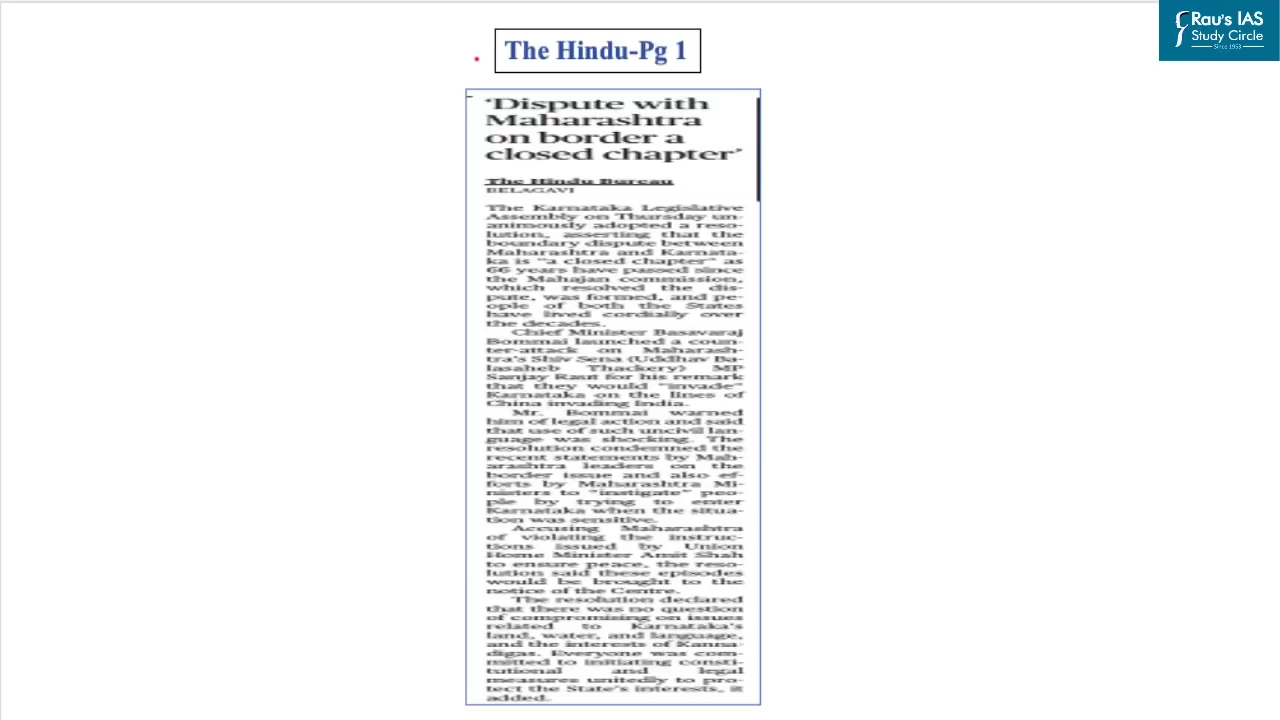 Rau's IAS
Study Circle
Since 1953
The Hindu-Pg 1
'Dispute with
Maharashtra
on border a
closed chapter'
The Hindu Bureau
BELAGAVI
The Karnataka Legislative
Assembly on Thursday un-
animously adopted a reso-
lution, asserting that the
boundary dispute between
Maharashtra and Karnata-
ka is "a closed chapter" as
66 years have passed since
the Mahajan commission,
which resolved the dis-
pute, was formed, and pe-
ople of both the States
have lived cordially over
the decades.
Chief Minister Basavaraj
Bommai launched a coun-
ter-attack on Maharash-
tra's Shiv Sena (Uddhav Ba-
lasaheb Thackery) MP
Sanjay Raut for his remark
that they would "invade"
Karnataka on the lines of
China invading India.
Mr. Bommai warned
him of legal action and said
that use of such uncivil lan-
guage was shocking. The
resolution condemned the
recent statements by Mah-
arashtra leaders on the
border issue and also ef-
forts by Maharashtra Mi-
nisters to "instigate" peo-
ple by trying to enter
Karnataka when the situa-
tion was sensitive.
Accusing Maharashtra
of violating the instruc-
tions issued by Union
Home Minister Amit Shah
to ensure peace, the reso-
lution said these episodes
would be brought to the
notice of the Centre.
The resolution declared
that there was no question
of compromising on issues
related to Karnataka's
land, water, and language,
and the interests of Kanna-
digas. Everyone was com-
mitted to initiating consti-
tutional and legal
measures unitedly to pro-
tect the State's interests, it
added.